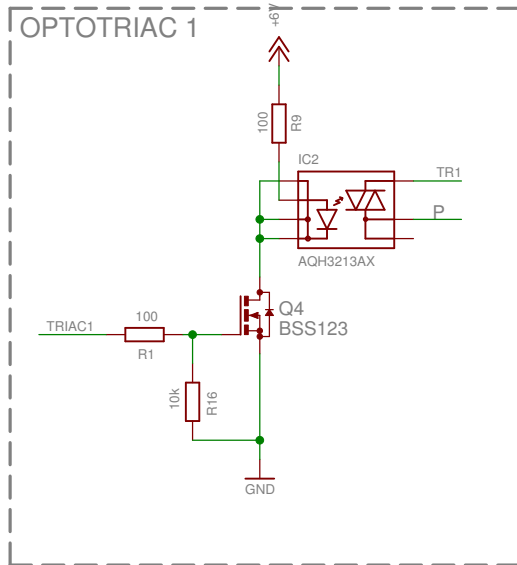 OPTOTRIAC 1
+6V
100
R9
IC2
TR1
P
AQH3213AX
Q4
BSS123
TRIAC1
100
R1
10k
R16
GND